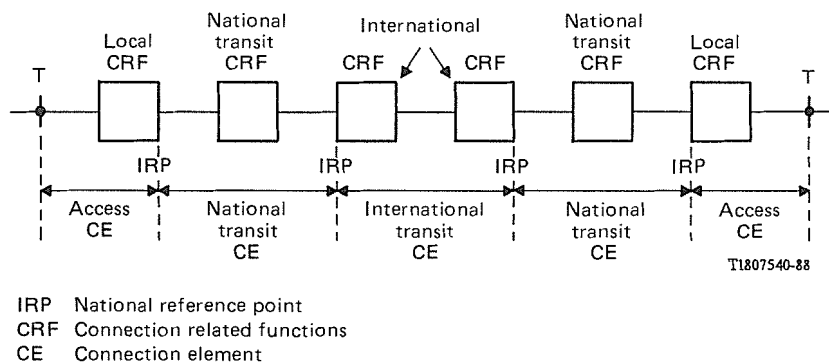 International
National transit CRF
National transit CRF
Local CRF
CRF
CRF
Local CRF
T
T
IRP
IRP
IRP
IRP
Access CE
National transit CE
International transit CE
National transit CE
Access CE
T1807540-88
IRP National reference point
CRF Connection related functions
CE Connection element